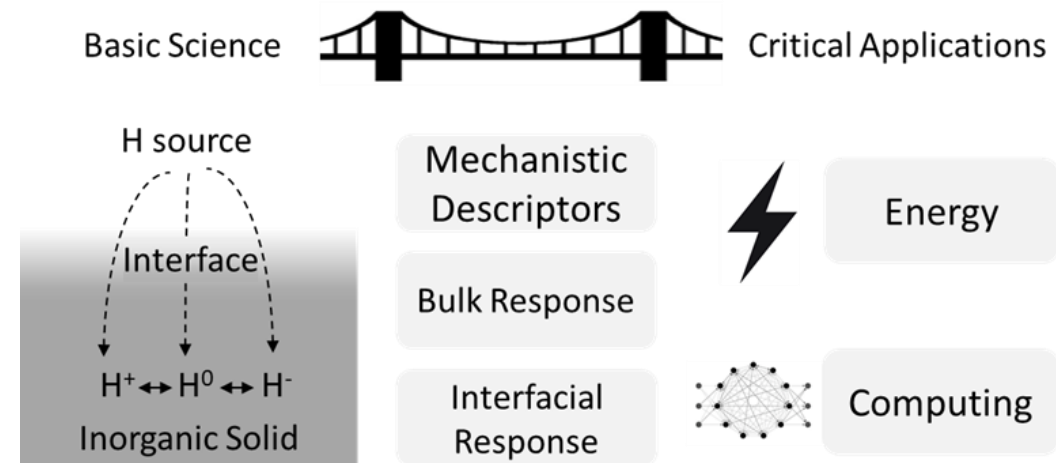 Basic Science
Critical Applications
H source
Interface
H⁺ ↔ H⁰ ↔ H⁻
Inorganic Solid
Mechanistic
Descriptors
Bulk Response
Interfacial
Response
Energy
Computing